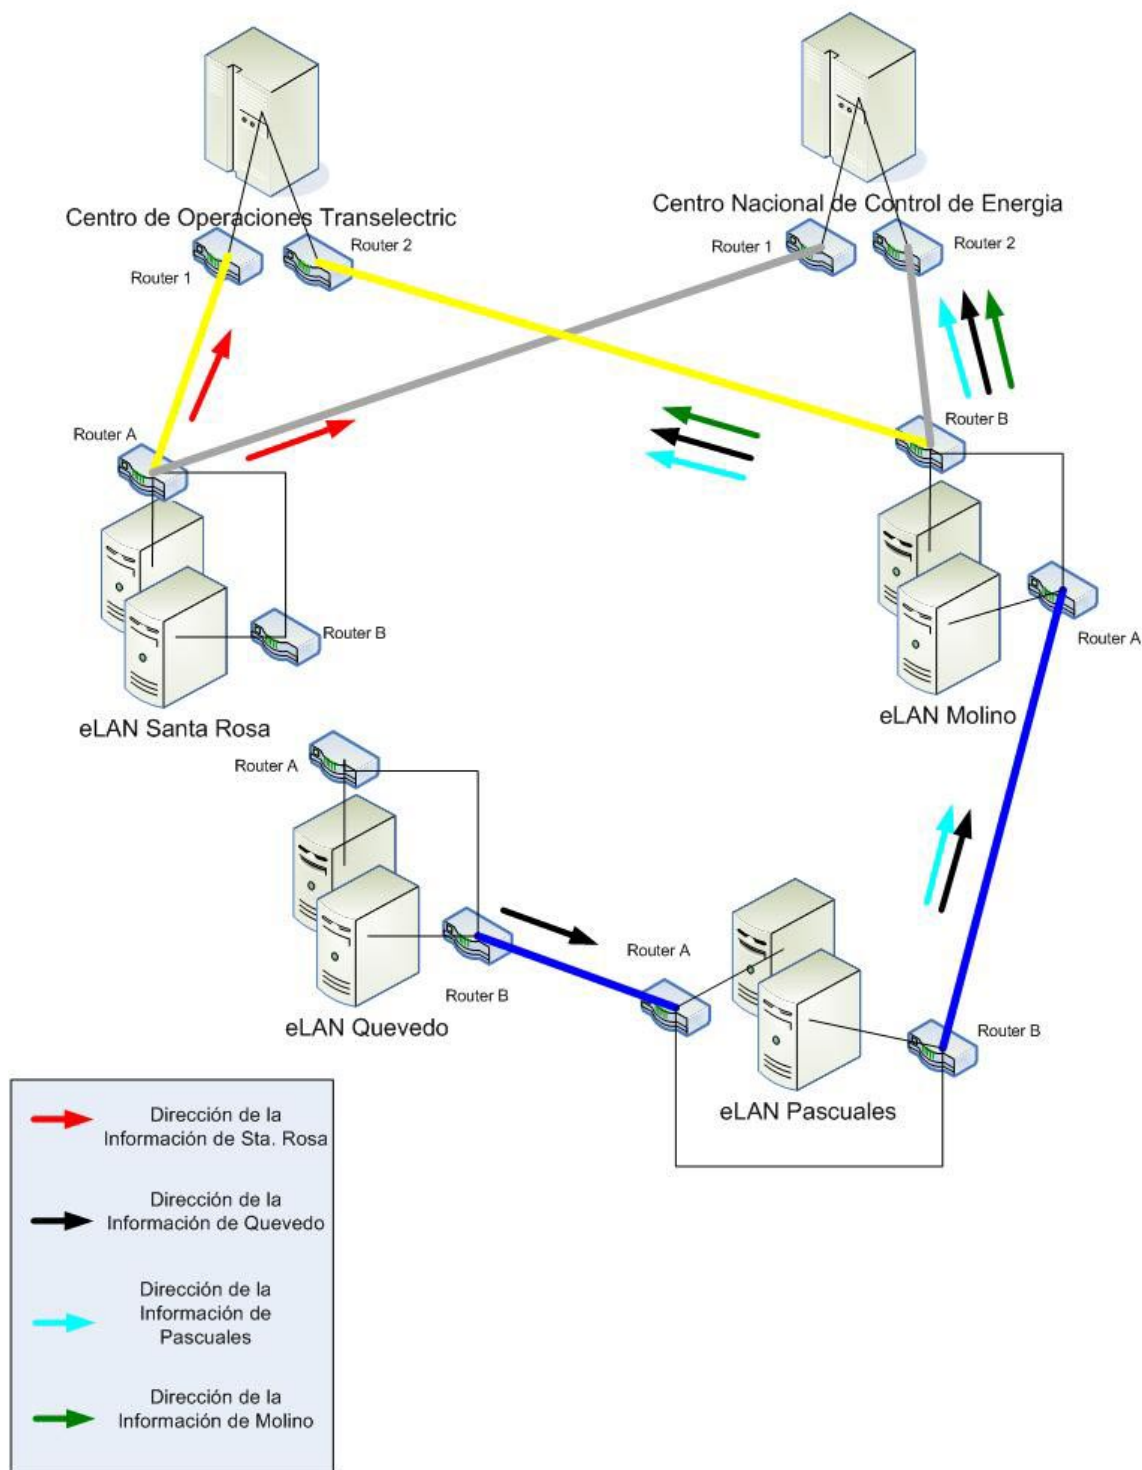 Centro de Operaciones Transelectric
Centro Nacional de Control de Energia
Router 1
Router 2
Router 1
Router 2
Router A
Router B
Router B
Router A
eLAN Santa Rosa
eLAN Molino
Router A
Router B
eLAN Quevedo
Router A
Router B
eLAN Pascuales
Dirección de la
Información de Sta. Rosa
Dirección de la
Información de Quevedo
Dirección de la
Información de
Pascuales
Dirección de la
Información de Molino